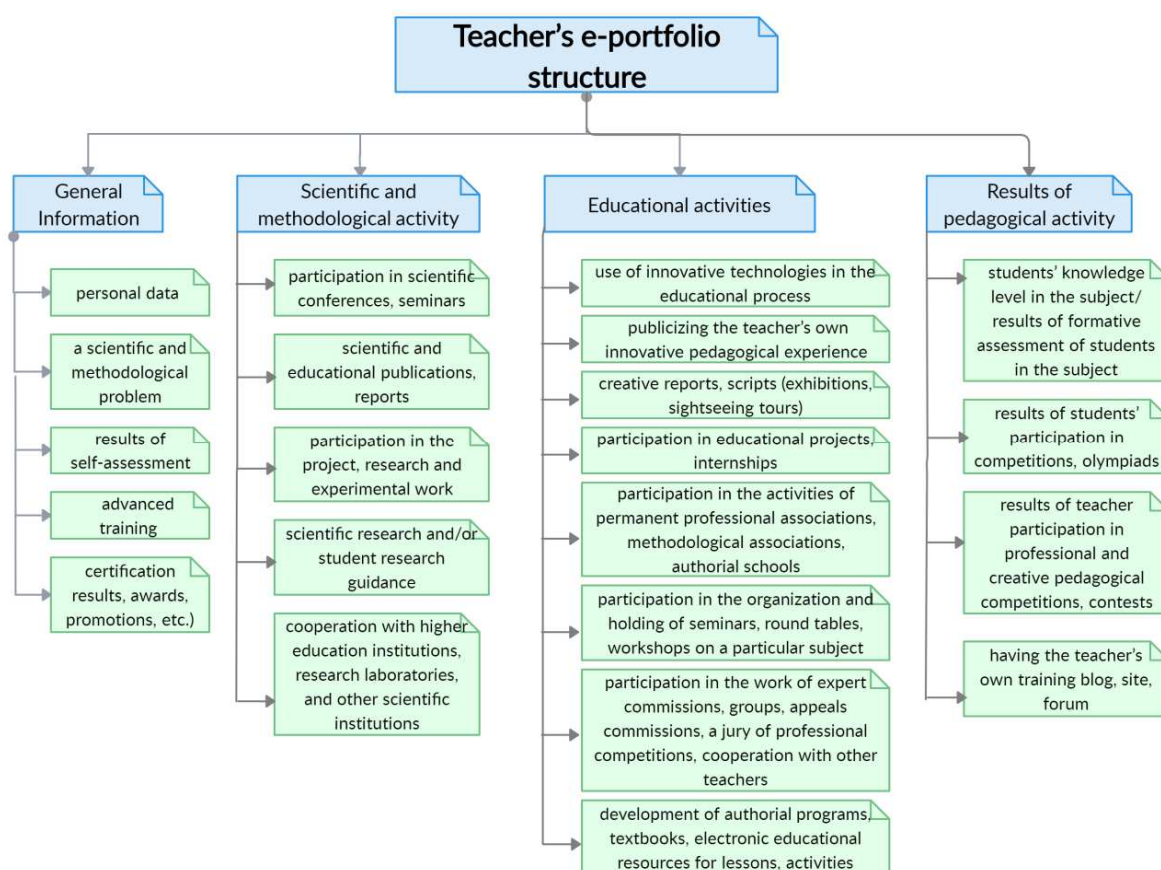 Teacher's e-portfolio
structure
General
Information
personal data
a scientific and
methodological
problem
results of
self-assessment
advanced
training
certification
results, awards,
promotions, etc.)
Scientific and
methodological activity
participation in scientific
conferences, seminars
scientific and
educational publications,
reports
participation in the
project, research and
experimental work
scientific research and/or
student research
guidance
cooperation with higher
education institutions,
research laboratories,
and other scientific
institutions
Educational activities
use of innovative technologies in the
educational process
publicizing the teacher's own
innovative pedagogical experience
creative reports, scripts (exhibitions,
sightseeing tours)
participation in educational projects,
internships
participation in the activities of
permanent professional associations,
methodological associations,
authorial schools
participation in the organization and
holding of seminars, round tables,
workshops on a particular subject
participation in the work of expert
commissions, groups, appeals
commissions, a jury of professional
competitions, cooperation with other
teachers
development of authorial programs,
textbooks, electronic educational
resources for lessons, activities
Results of
pedagogical activity
students' knowledge
level in the subject/
results of formative
assessment of students
in the subject
results of students'
participation in
competitions, olympiads
results of teacher
participation in
professional and
creative pedagogical
competitions, contests
having the teacher's
own training blog, site,
forum